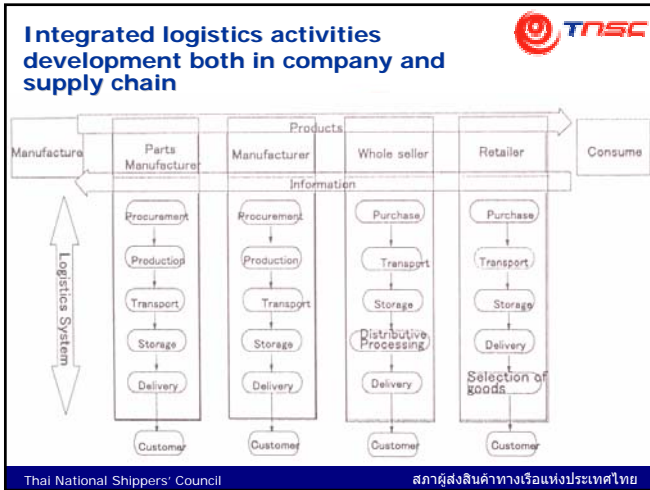 Integrated logistics activities
development both in company and
supply chain
TNSC
Products
Manufacture
Parts
Manufacturer
Manufacturer
Whole seller
Retailer
Consume
Information
Logistics System
Procurement
Production
Transport
Storage
Delivery
Customer
Procurement
Production
Transport
Storage
Delivery
Customer
Purchase
Transport
Storage
Distributive
Processing
Delivery
Customer
Purchase
Transport
Storage
Delivery
Selection of
goods
Customer
Thai National Shippers' Council
สภาผู้ส่งสินค้าทางเรือแห่งประเทศไทย